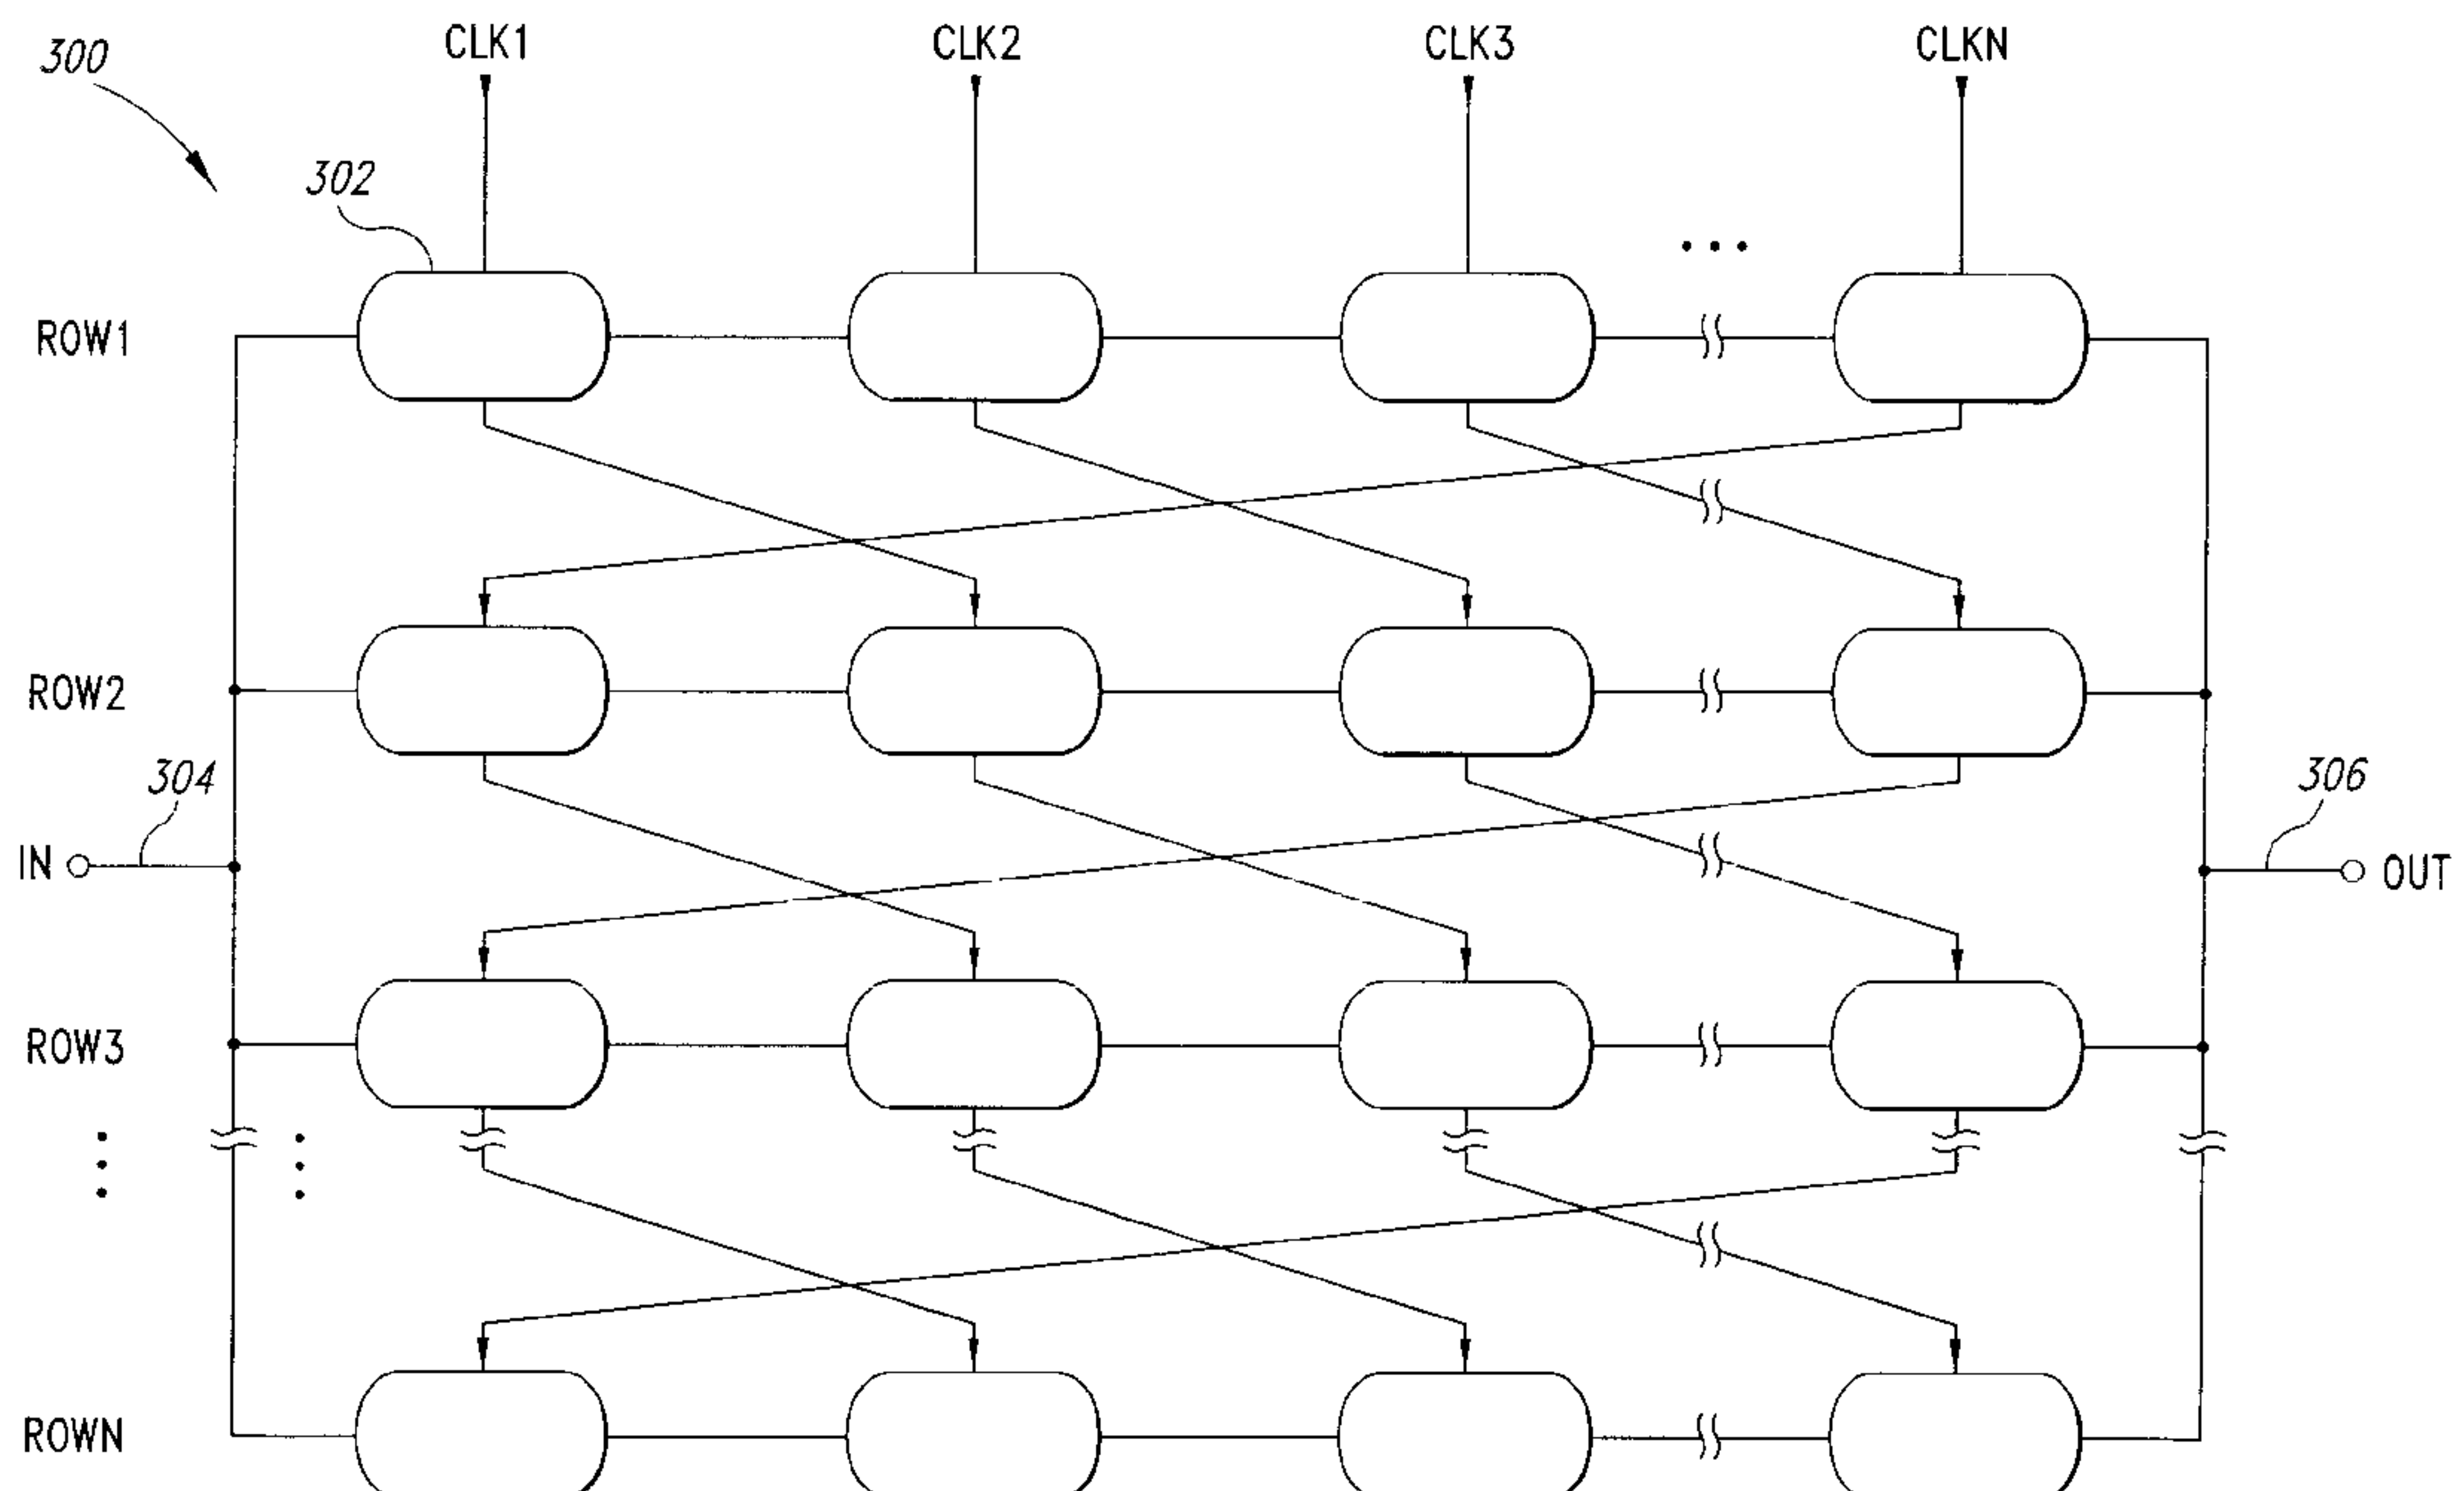 300
CLK1 CLK2 CLK3 CLKN
302
ROW1
ROW2
304
306
IN
OUT
ROW3
ROWN